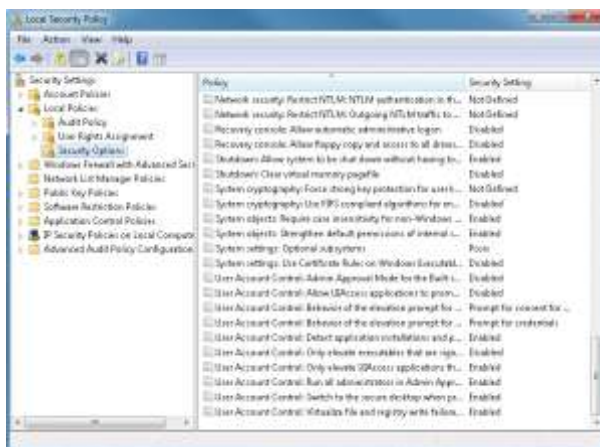 Local Security Policy
File Action View Help
Security Settings
Account Policies
Local Policies
Audit Policy
User Rights Assignment
Security Options
Windows Firewall with Advanced Secu
Network List Manager Policies
Public Key Policies
Software Restriction Policies
Application Control Policies
IP Security Policies on Local Compute
Advanced Audit Policy Configuration
Policy Security Setting
Network security: Restrict NTLM: NTLM authentication in th... Not Defined
Network security: Restrict NTLM: Outgoing NTLM traffic to ... Not Defined
Recovery console: Allow automatic administrative logon Disabled
Recovery console: Allow floppy copy and access to all drives... Disabled
Shutdown: Allow system to be shut down without having to... Enabled
Shutdown: Clear virtual memory pagefile Disabled
System cryptography: Force strong key protection for user k... Not Defined
System cryptography: Use FIPS compliant algorithms for en... Disabled
System objects: Require case insensitivity for non-Windows ... Enabled
System objects: Strengthen default permissions of internal s... Enabled
System settings: Optional subsystems Posix
System settings: Use Certificate Rules on Windows Executabl... Disabled
User Account Control: Admin Approval Mode for the Built-i... Disabled
User Account Control: Allow UIAccess applications to prom... Disabled
User Account Control: Behavior of the elevation prompt for ... Prompt for consent for ...
User Account Control: Behavior of the elevation prompt for ... Prompt for credentials
User Account Control: Detect application installations and p... Enabled
User Account Control: Only elevate executables that are sign... Disabled
User Account Control: Only elevate UIAccess applications th... Enabled
User Account Control: Run all administrators in Admin Appr... Enabled
User Account Control: Switch to the secure desktop when pr... Enabled
User Account Control: Virtualize file and registry write failure... Enabled